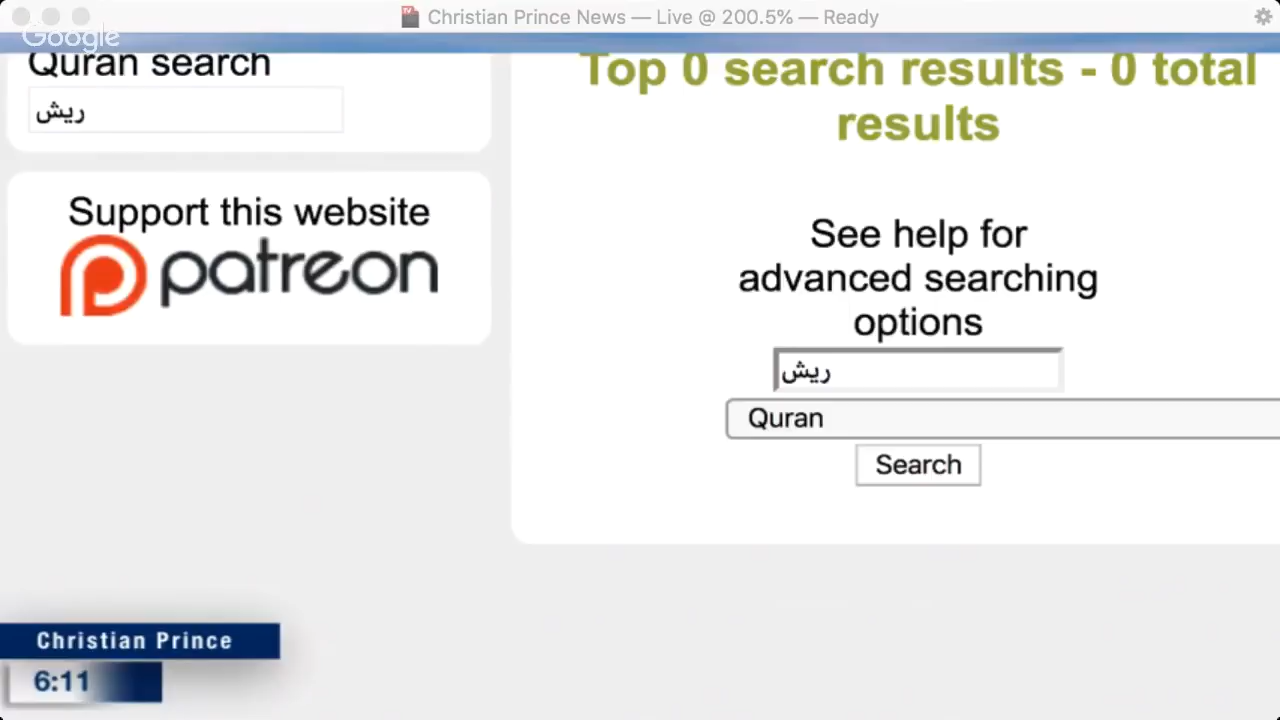 Christian Prince News — Live @ 200.5% — Ready
Google
Quran search
ريش
Support this website
patreon
Top 0 search results - 0 total
results
See help for
advanced searching
options
ريش
Quran
Search
Christian Prince
6:11